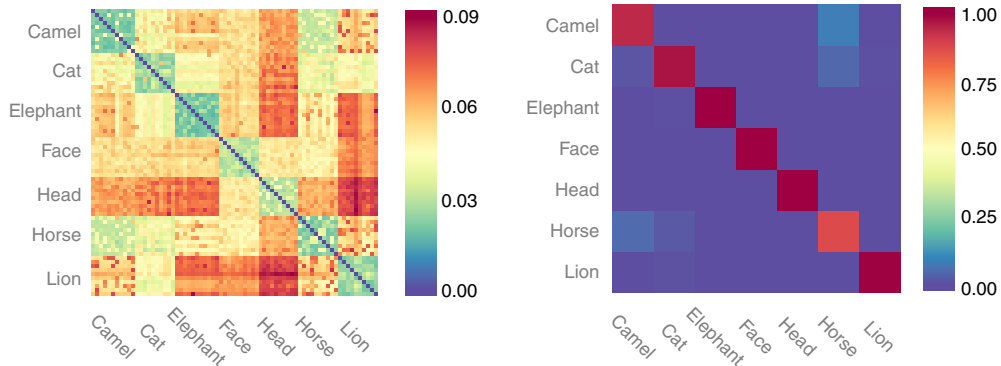 Camel
Cat
Elephant
Face
Head
Horse
Lion
Camel
Cat
Elephant
Face
Head
Horse
Lion
0.09
0.06
0.03
0.00
Camel
Cat
Elephant
Face
Head
Horse
Lion
Camel
Cat
Elephant
Face
Head
Horse
Lion
1.00
0.75
0.50
0.25
0.00